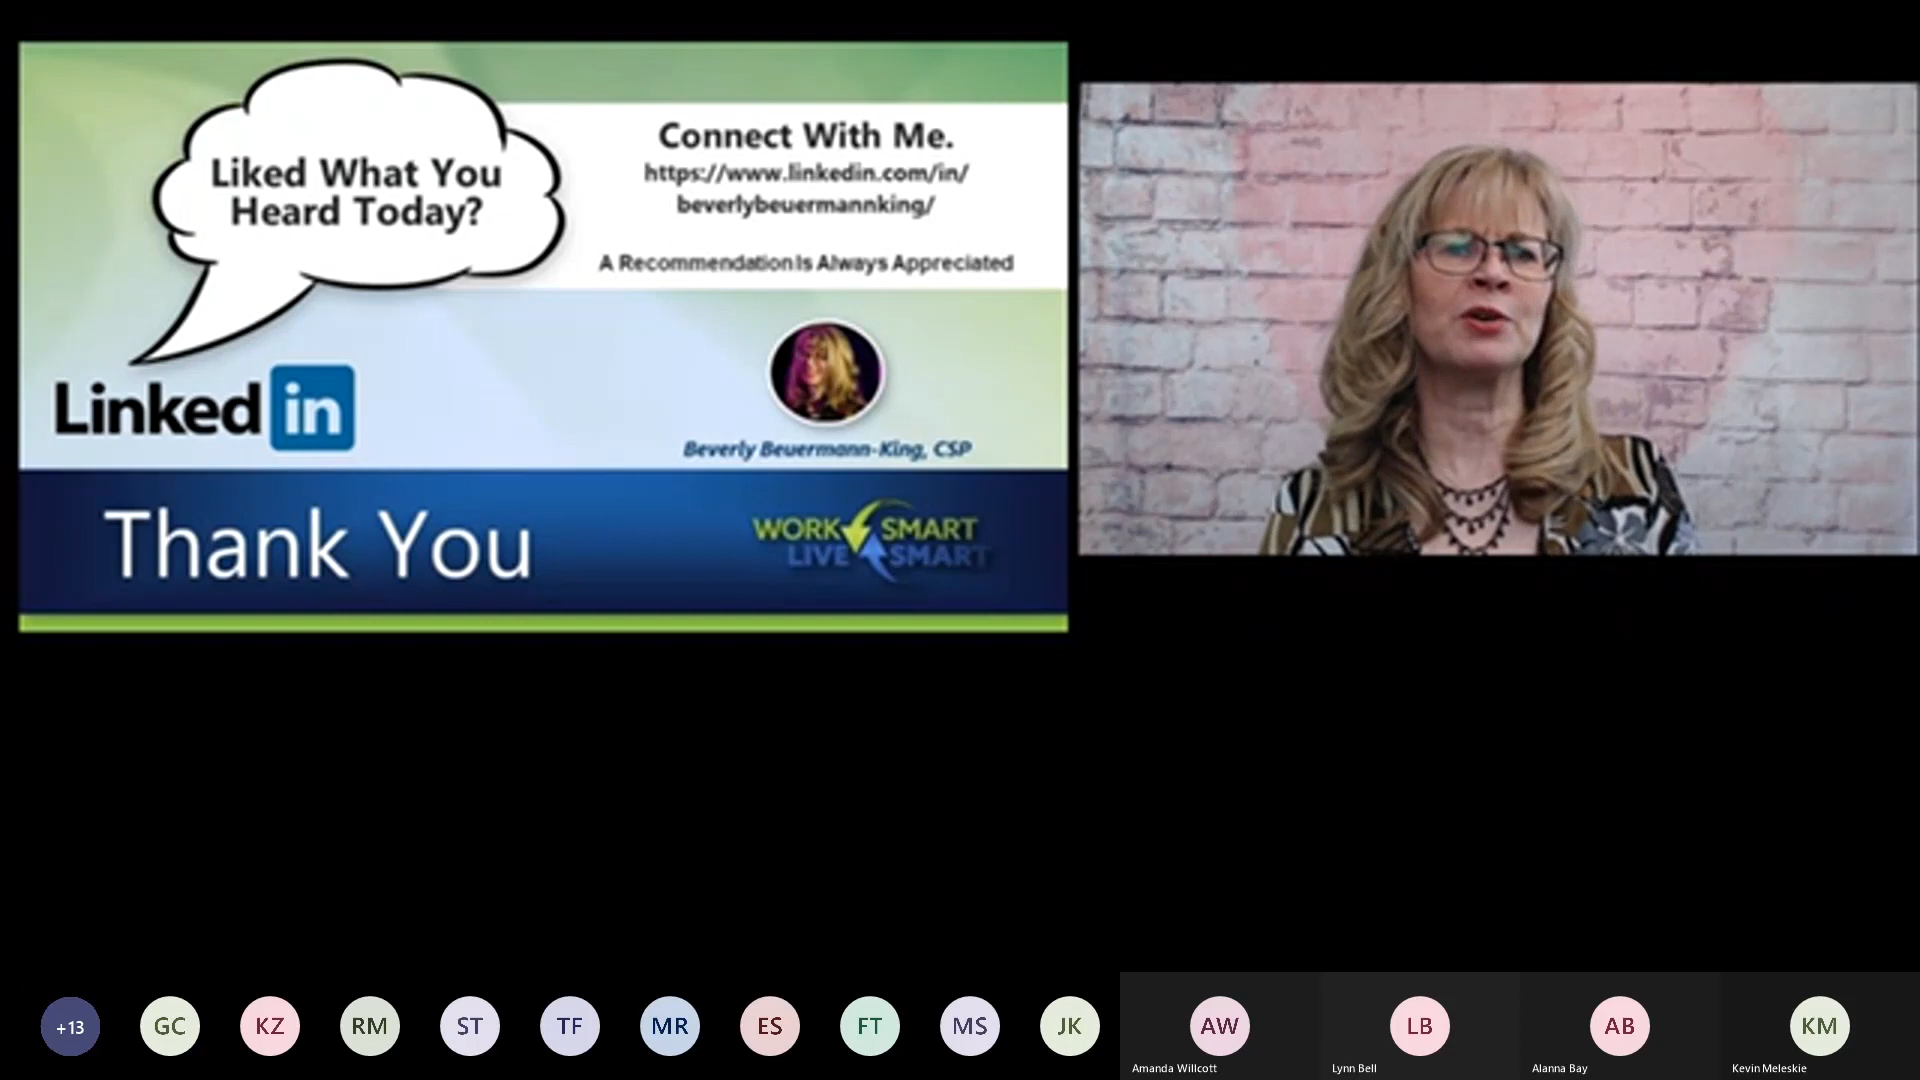 Liked What You
Heard Today?
Connect With Me.
https://www.linkedin.com/in/
beverlybeuermannking/
A Recommendation Is Always Appreciated
Linked in
Beverly Beuermann-King, CSP
Thank You
WORK SMART
LIVE SMART
+13
GC
KZ
RM
ST
TF
MR
ES
FT
MS
JK
AW
LB
AB
KM
Amanda Willcott
Lynn Bell
Alanna Bay
Kevin Meleskie